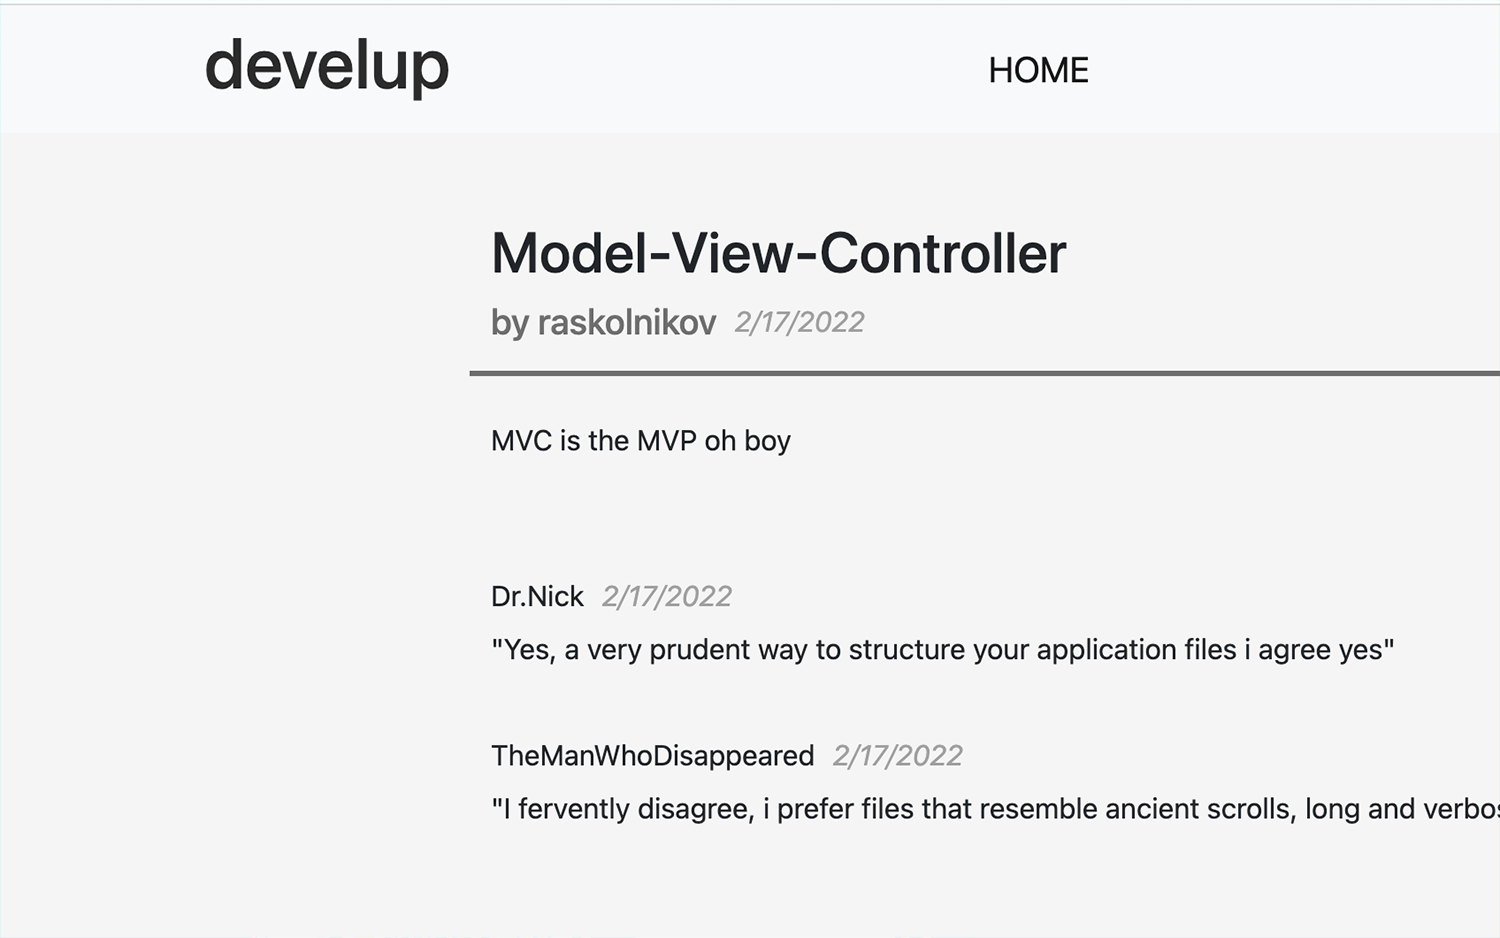 develup
HOME
Model-View-Controller
by raskolnikov 2/17/2022
MVC is the MVP oh boy
Dr.Nick 2/17/2022
"Yes, a very prudent way to structure your application files i agree yes"
TheManWhoDisappeared 2/17/2022
"I fervently disagree, i prefer files that resemble ancient scrolls, long and